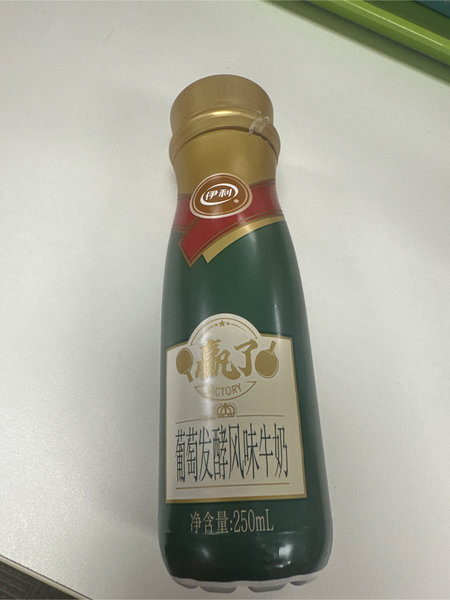 伊利
赢了
VICTORY
葡萄发酵风味牛奶
净含量:250mL